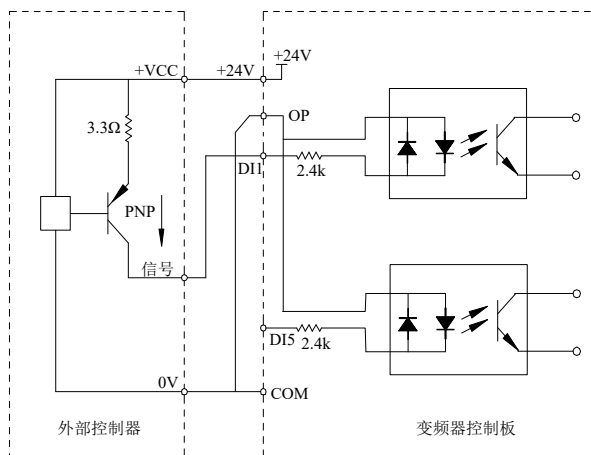 +24V
+VCC
+24V
OP
3.3Ω
DI1
2.4k
PNP
信号
DI5
2.4k
0V
COM
外部控制器
变频器控制板